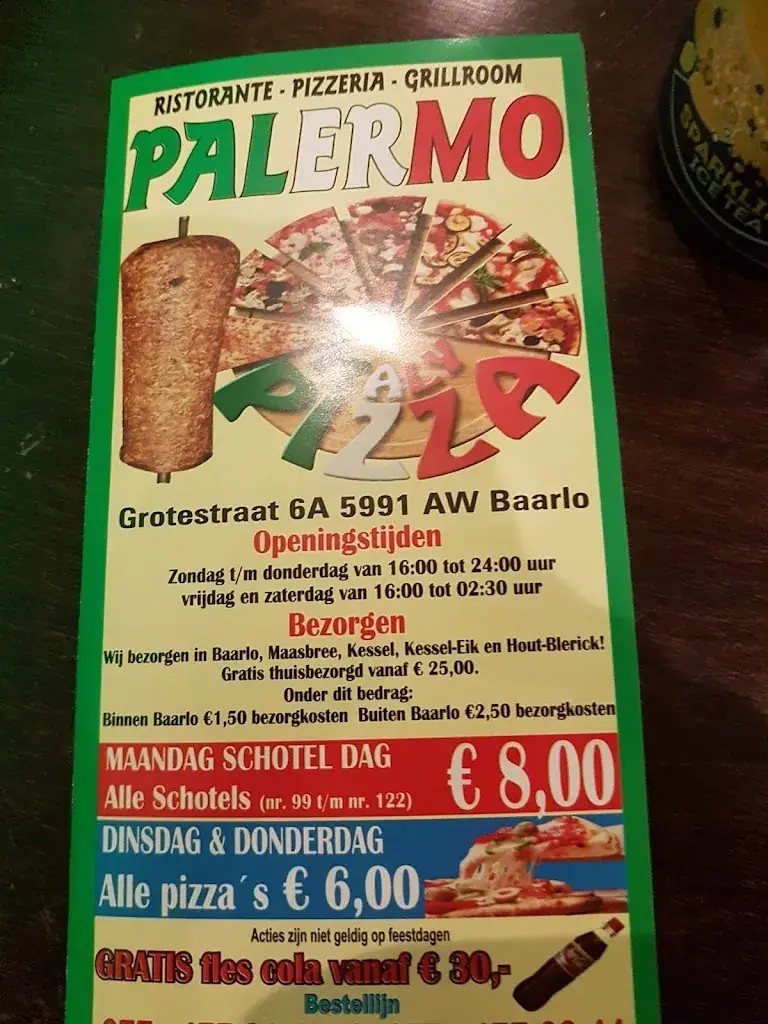 RISTORANTE - PIZZERIA - GRILLROOM
PALERMO
PIZZA
Grotestraat 6A 5991 AW Baarlo
Openingstijden
Zondag t/m donderdag van 16:00 tot 24:00 uur
vrijdag en zaterdag van 16:00 tot 02:30 uur
Bezorgen
Wij bezorgen in Baarlo, Maasbree, Kessel, Kessel-Eik en Hout-Blerick!
Gratis thuisbezorgd vanaf € 25,00.
Onder dit bedrag:
Binnen Baarlo €1,50 bezorgkosten Buiten Baarlo €2,50 bezorgkosten
MAANDAG SCHOTEL DAG
Alle Schotels (nr. 99 t/m nr. 122)
€ 8,00
DINSDAG & DONDERDAG
Alle pizza´s € 6,00
Acties zijn niet geldig op feestdagen
GRATIS fles cola vanaf € 30,-
Bestellijn
ICE TEA